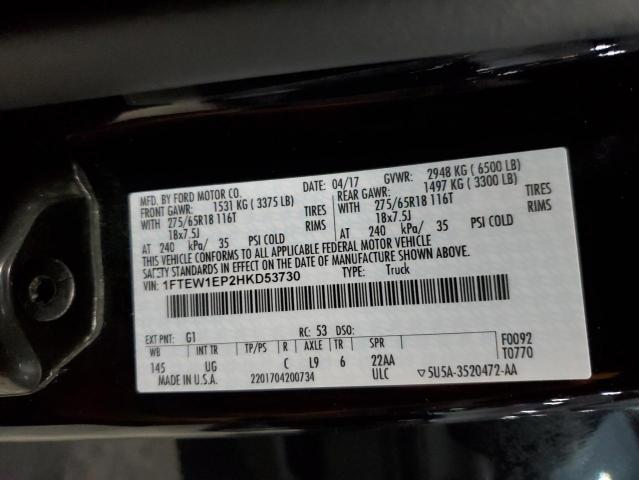 MFD. BY FORD MOTOR CO.
DATE: 04/17 GVWR: 2948 KG ( 6500 LB)
FRONT GAWR: 1531 KG ( 3375 LB) REAR GAWR: 1497 KG ( 3300 LB)
WITH 275/65R18 116T TIRES WITH 275/65R18 116T TIRES
18x7.5J RIMS 18x7.5J RIMS
AT 240 kPa/ 35 PSI COLD AT 240 kPa/ 35 PSI COLD
THIS VEHICLE CONFORMS TO ALL APPLICABLE FEDERAL MOTOR VEHICLE
SAFETY STANDARDS IN EFFECT ON THE DATE OF MANUFACTURE SHOWN ABOVE.
VIN: 1FTEW1EP2HKD53730 TYPE: Truck
EXT PNT: G1 RC: 53 DSO: F0092
WB INT TR TP/PS R AXLE TR SPR T0770
145 UG C L9 6 22AA
MADE IN U.S.A. 2201704200734 ULC ▽5U5A-3520472-AA